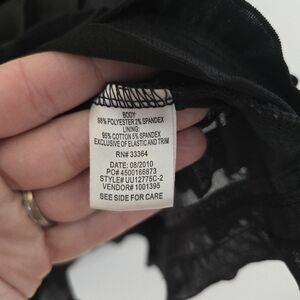 BODY
98% POLYESTER 2% SPANDEX
LINING:
95% COTTON 5% SPANDEX
EXCLUSIVE OF ELASTIC AND TRIM
RN# 33364
DATE: 08/2010
PO# 4500166873
STYLE# UU12775C-2
VENDOR# 1001395
SEE SIDE FOR CARE